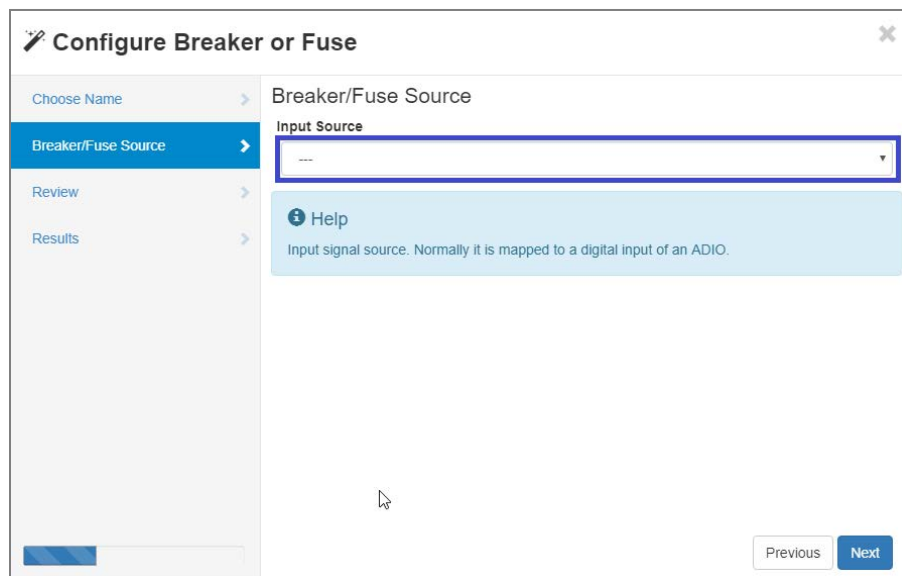 Configure Breaker or Fuse
×
Choose Name
Breaker/Fuse Source
Review
Results
Breaker/Fuse Source
Input Source
---
Help
Input signal source. Normally it is mapped to a digital input of an ADIO.
Previous
Next